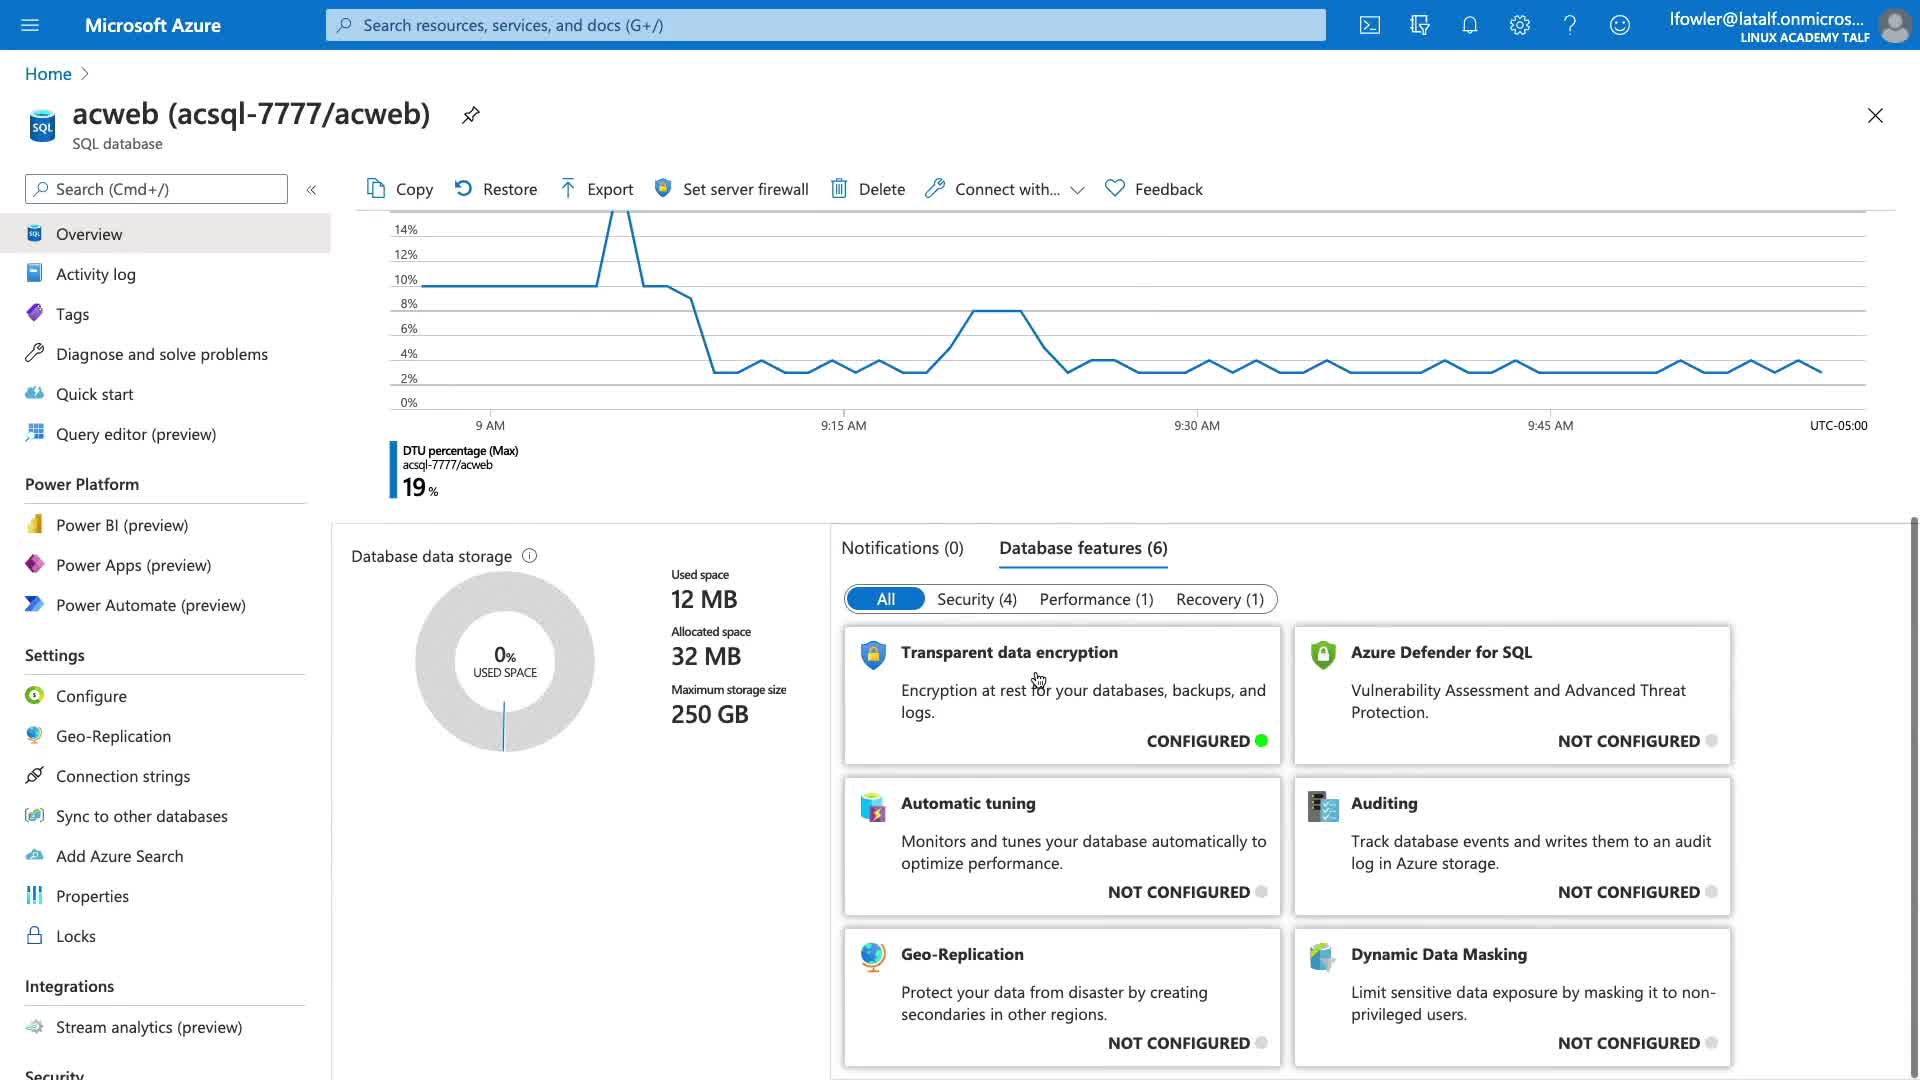 Microsoft Azure
Search resources, services, and docs (G+/)
lfowler@latalf.onmicros...
LINUX ACADEMY TALF
Home
acweb (acsql-7777/acweb)
SQL
SQL database
Search (Cmd+/)
«
Copy
Restore
Export
Set server firewall
Delete
Connect with...
Feedback
Overview
Activity log
Tags
Diagnose and solve problems
Quick start
Query editor (preview)
Power Platform
Power BI (preview)
Power Apps (preview)
Power Automate (preview)
Settings
Configure
Geo-Replication
Connection strings
Sync to other databases
Add Azure Search
Properties
Locks
Integrations
Stream analytics (preview)
Security
14%
12%
10%
8%
6%
4%
2%
0%
9 AM
9:15 AM
9:30 AM
9:45 AM
UTC-05:00
DTU percentage (Max)
acsql-7777/acweb
19 %
Database data storage
0%
USED SPACE
Used space
12 MB
Allocated space
32 MB
Maximum storage size
250 GB
Notifications (0)
Database features (6)
All
Security (4)
Performance (1)
Recovery (1)
Transparent data encryption
Encryption at rest for your databases, backups, and
logs.
CONFIGURED
Azure Defender for SQL
Vulnerability Assessment and Advanced Threat
Protection.
NOT CONFIGURED
Automatic tuning
Monitors and tunes your database automatically to
optimize performance.
NOT CONFIGURED
Auditing
Track database events and writes them to an audit
log in Azure storage.
NOT CONFIGURED
Geo-Replication
Protect your data from disaster by creating
secondaries in other regions.
NOT CONFIGURED
Dynamic Data Masking
Limit sensitive data exposure by masking it to non-
privileged users.
NOT CONFIGURED